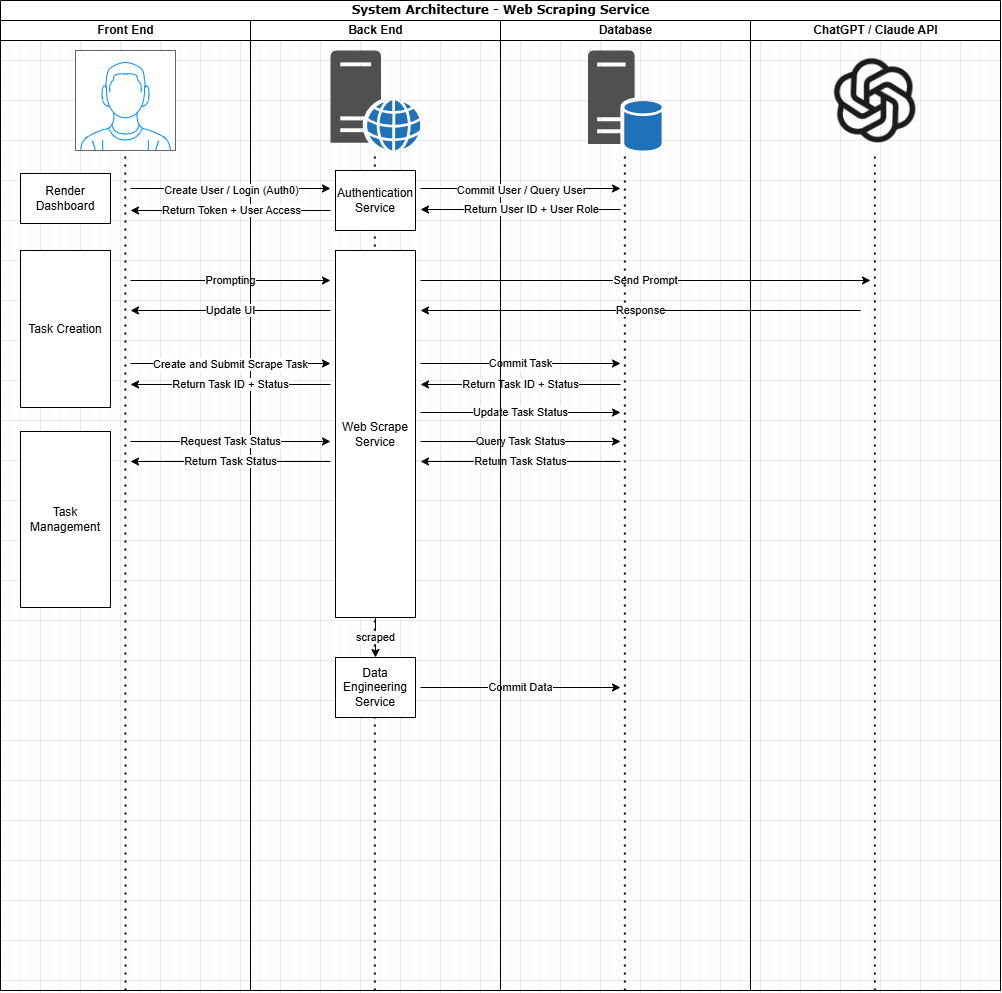 System Architecture - Web Scraping Service
Front End
Back End
Database
ChatGPT / Claude API
Render
Dashboard
Create User / Login (Auth0)
Return Token + User Access
Authentication
Service
Commit User / Query User
Return User ID + User Role
Task Creation
Prompting
Send Prompt
Update UI
Response
Create and Submit Scrape Task
Commit Task
Return Task ID + Status
Return Task ID + Status
Update Task Status
Web Scrape
Service
Request Task Status
Query Task Status
Return Task Status
Return Task Status
Task
Management
scraped
Data
Engineering
Service
Commit Data